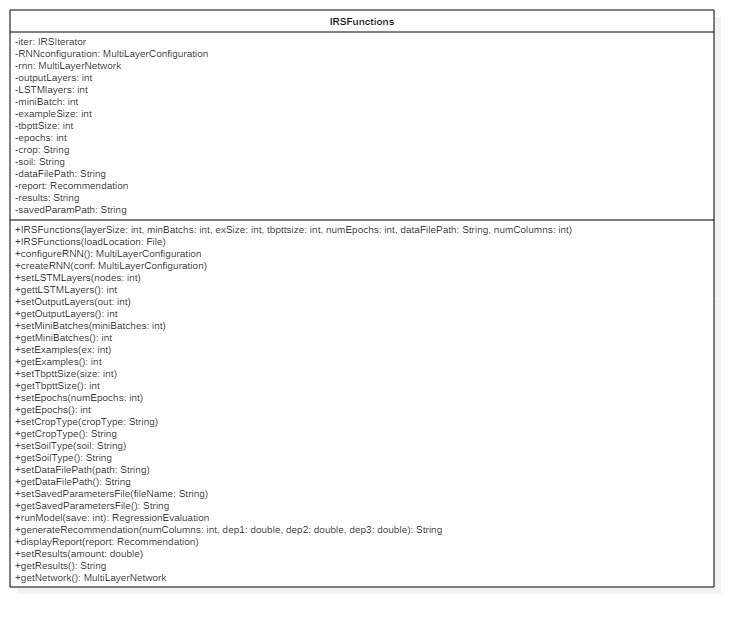 IRSFunctions
-iter: IRSIterator
-RNNconfiguration: MultiLayerConfiguration
-rnn: MultiLayerNetwork
-outputLayers: int
-LSTMlayers: int
-miniBatch: int
-exampleSize: int
-tbpttSize: int
-epochs: int
-crop: String
-soil: String
-dataFilePath: String
-report: Recommendation
-results: String
-savedParamPath: String
+IRSFunctions(layerSize: int, minBatchs: int, exSize: int, tbpttsize: int, numEpochs: int, dataFilePath: String, numColumns: int)
+IRSFunctions(loadLocation: File)
+configureRNN(): MultiLayerConfiguration
+createRNN(conf: MultiLayerConfiguration)
+setLSTMLayers(nodes: int)
+gettLSTMLayers(): int
+setOutputLayers(out: int)
+getOutputLayers(): int
+setMiniBatches(miniBatches: int)
+getMiniBatches(): int
+setExamples(ex: int)
+getExamples(): int
+setTbpttSize(size: int)
+getTbpttSize(): int
+setEpochs(numEpochs: int)
+getEpochs(): int
+setCropType(cropType: String)
+getCropType(): String
+setSoilType(soil: String)
+getSoilType(): String
+setDataFilePath(path: String)
+getDataFilePath(): String
+setSavedParametersFile(fileName: String)
+getSavedParametersFile(): String
+runModel(save: int): RegressionEvaluation
+generateRecommendation(numColumns: int, dep1: double, dep2: double, dep3: double): String
+displayReport(report: Recommendation)
+setResults(amount: double)
+getResults(): String
+getNetwork(): MultiLayerNetwork